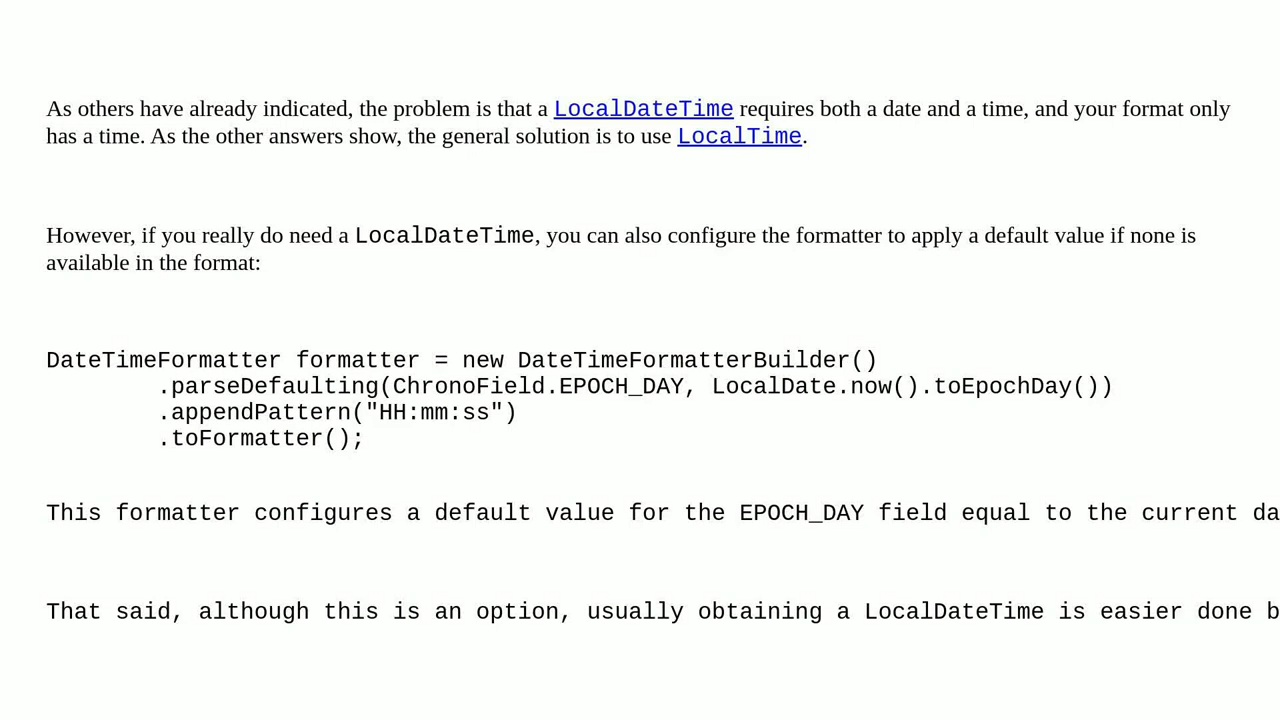 As others have already indicated, the problem is that a LocalDateTime requires both a date and a time, and your format only
has a time. As the other answers show, the general solution is to use LocalTime.
However, if you really do need a LocalDateTime, you can also configure the formatter to apply a default value if none is
available in the format:
DateTimeFormatter formatter = new DateTimeFormatterBuilder()
        .parseDefaulting(ChronoField.EPOCH_DAY, LocalDate.now().toEpochDay())
        .appendPattern("HH:mm:ss")
        .toFormatter();
This formatter configures a default value for the EPOCH_DAY field equal to the current da
That said, although this is an option, usually obtaining a LocalDateTime is easier done b